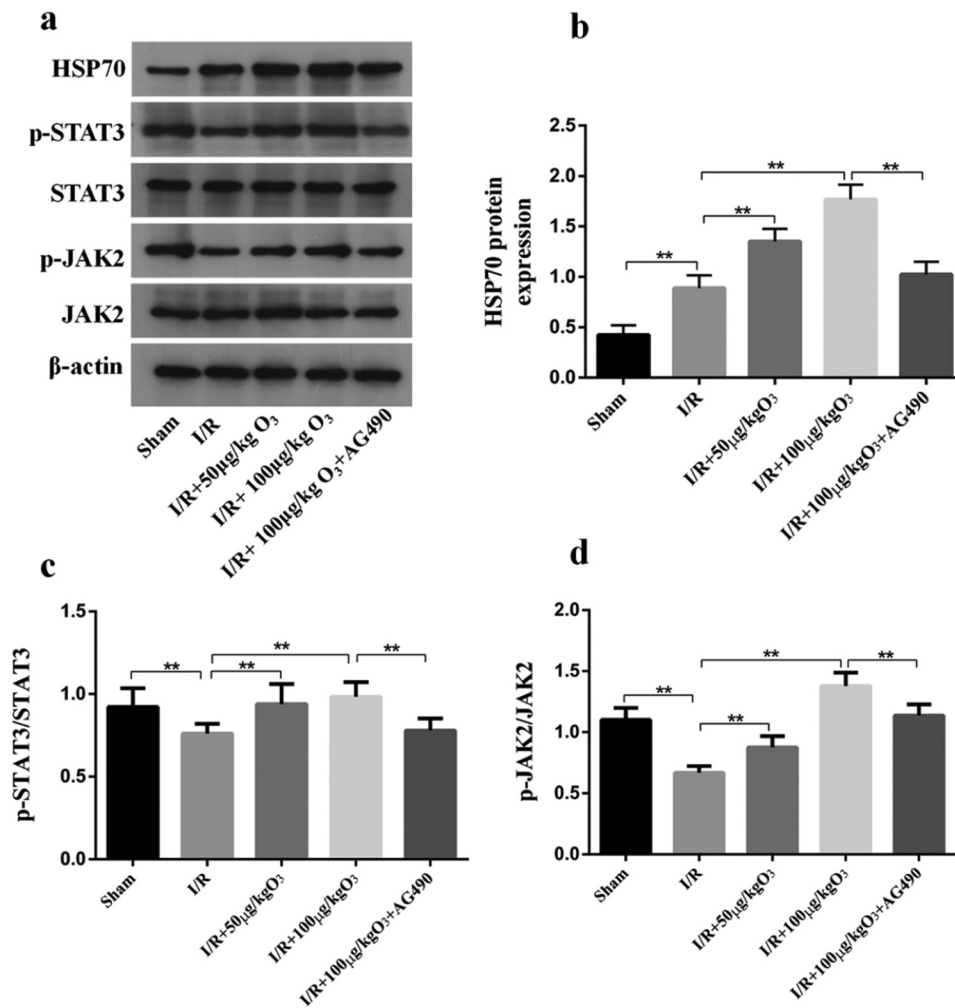 a
HSP70
p-STAT3
STAT3
p-JAK2
JAK2
β-actin
Sham
I/R
I/R+50μg/kg O₃
I/R+ 100μg/kg O₃
I/R+ 100μg/kg O₃+AG490
b
HSP70 protein
expression
2.5
2.0
1.5
1.0
0.5
0.0
**
**
**
**
Sham
I/R
I/R+50μg/kgO₃
I/R+100μg/kgO₃
I/R+100μg/kgO₃+AG490
c
p-STAT3/STAT3
1.5
1.0
0.5
0.0
**
**
**
**
Sham
I/R
I/R+50μg/kgO₃
I/R+100μg/kgO₃
I/R+100μg/kgO₃+AG490
d
p-JAK2/JAK2
2.0
1.5
1.0
0.5
0.0
**
**
**
**
Sham
I/R
I/R+50μg/kgO₃
I/R+100μg/kgO₃
I/R+100μg/kgO₃+AG490